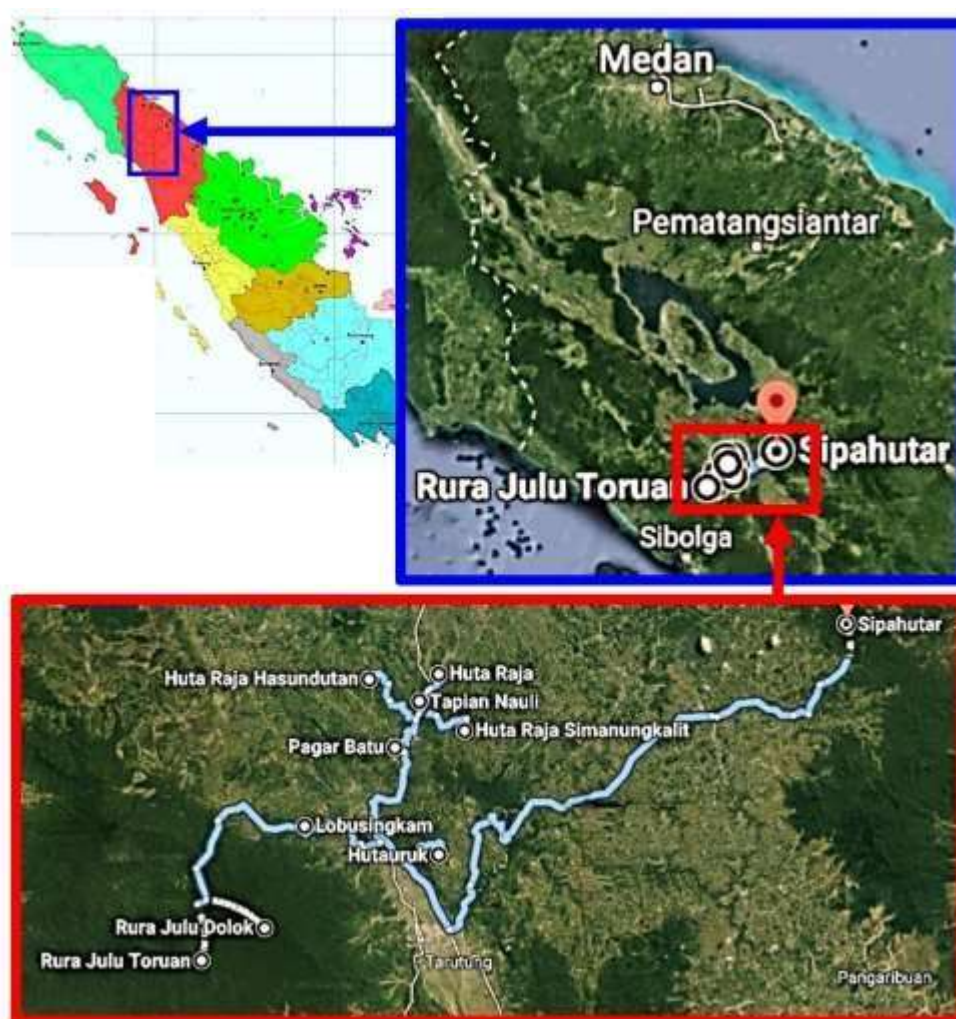 Medan
Pematangsiantar
Sipahutar
Rura Julu Toruan
Sibolga
Sipahutar
Huta Raja Hasundutan
Huta Raja
Tapian Nauli
Huta Raja Simanungkalit
Pagar Batu
Lobusingkam
Hutauruk
Rura Julu Dolok
Rura Julu Toruan
Tarutung
Pangaribuan